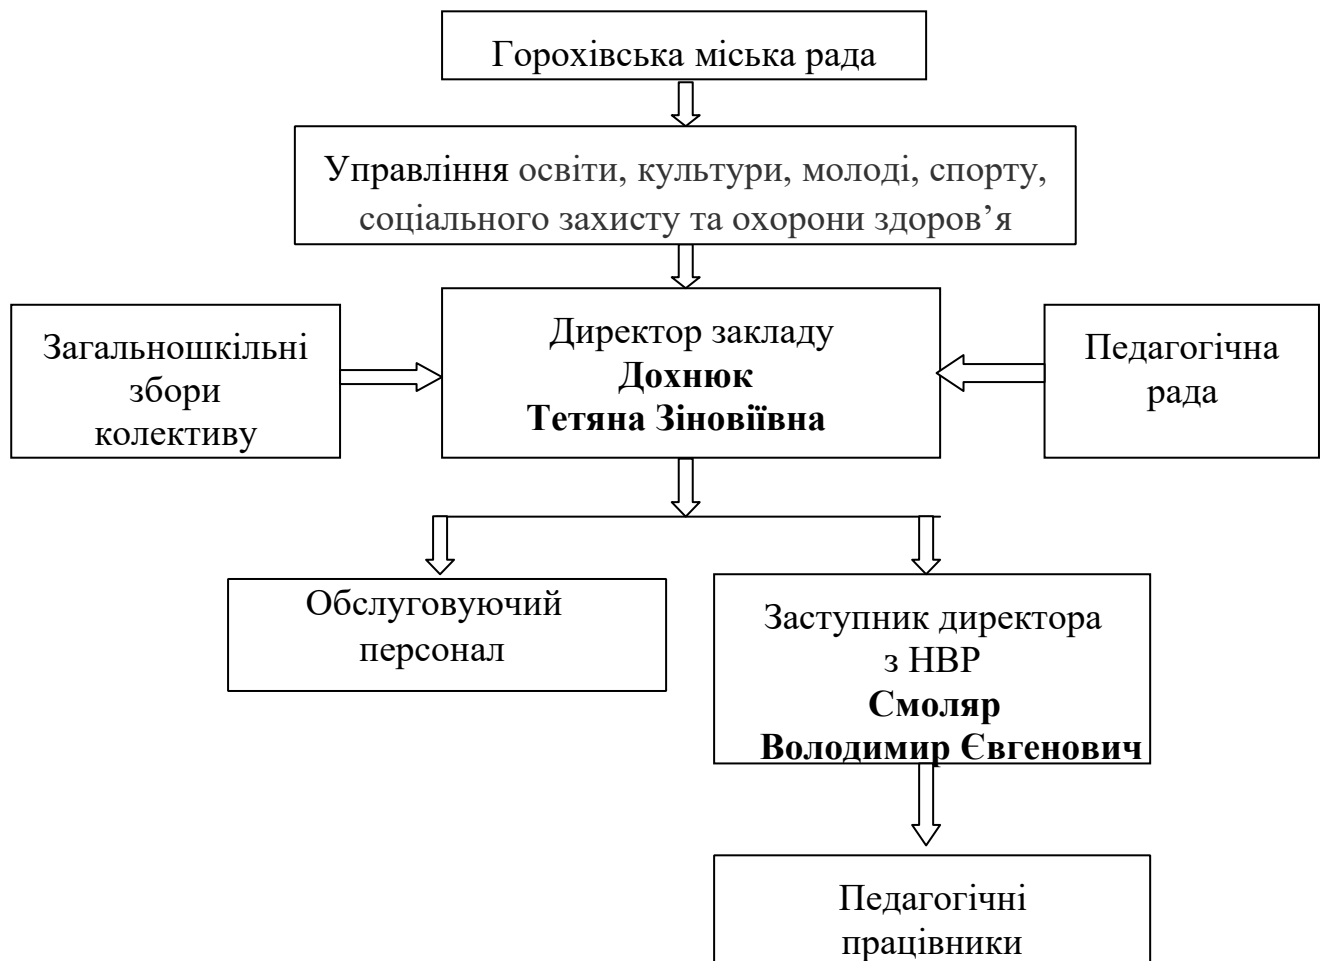 Горохівська міська рада
Управління освіти, культури, молоді, спорту,
соціального захисту та охорони здоров’я
Загальношкільні
збори
колективу
Директор закладу
Дохнюк
Тетяна Зіновіївна
Педагогічна
рада
Обслуговуючий
персонал
Заступник директора
з НВР
Смоляр
Володимир Євгенович
Педагогічні
працівники